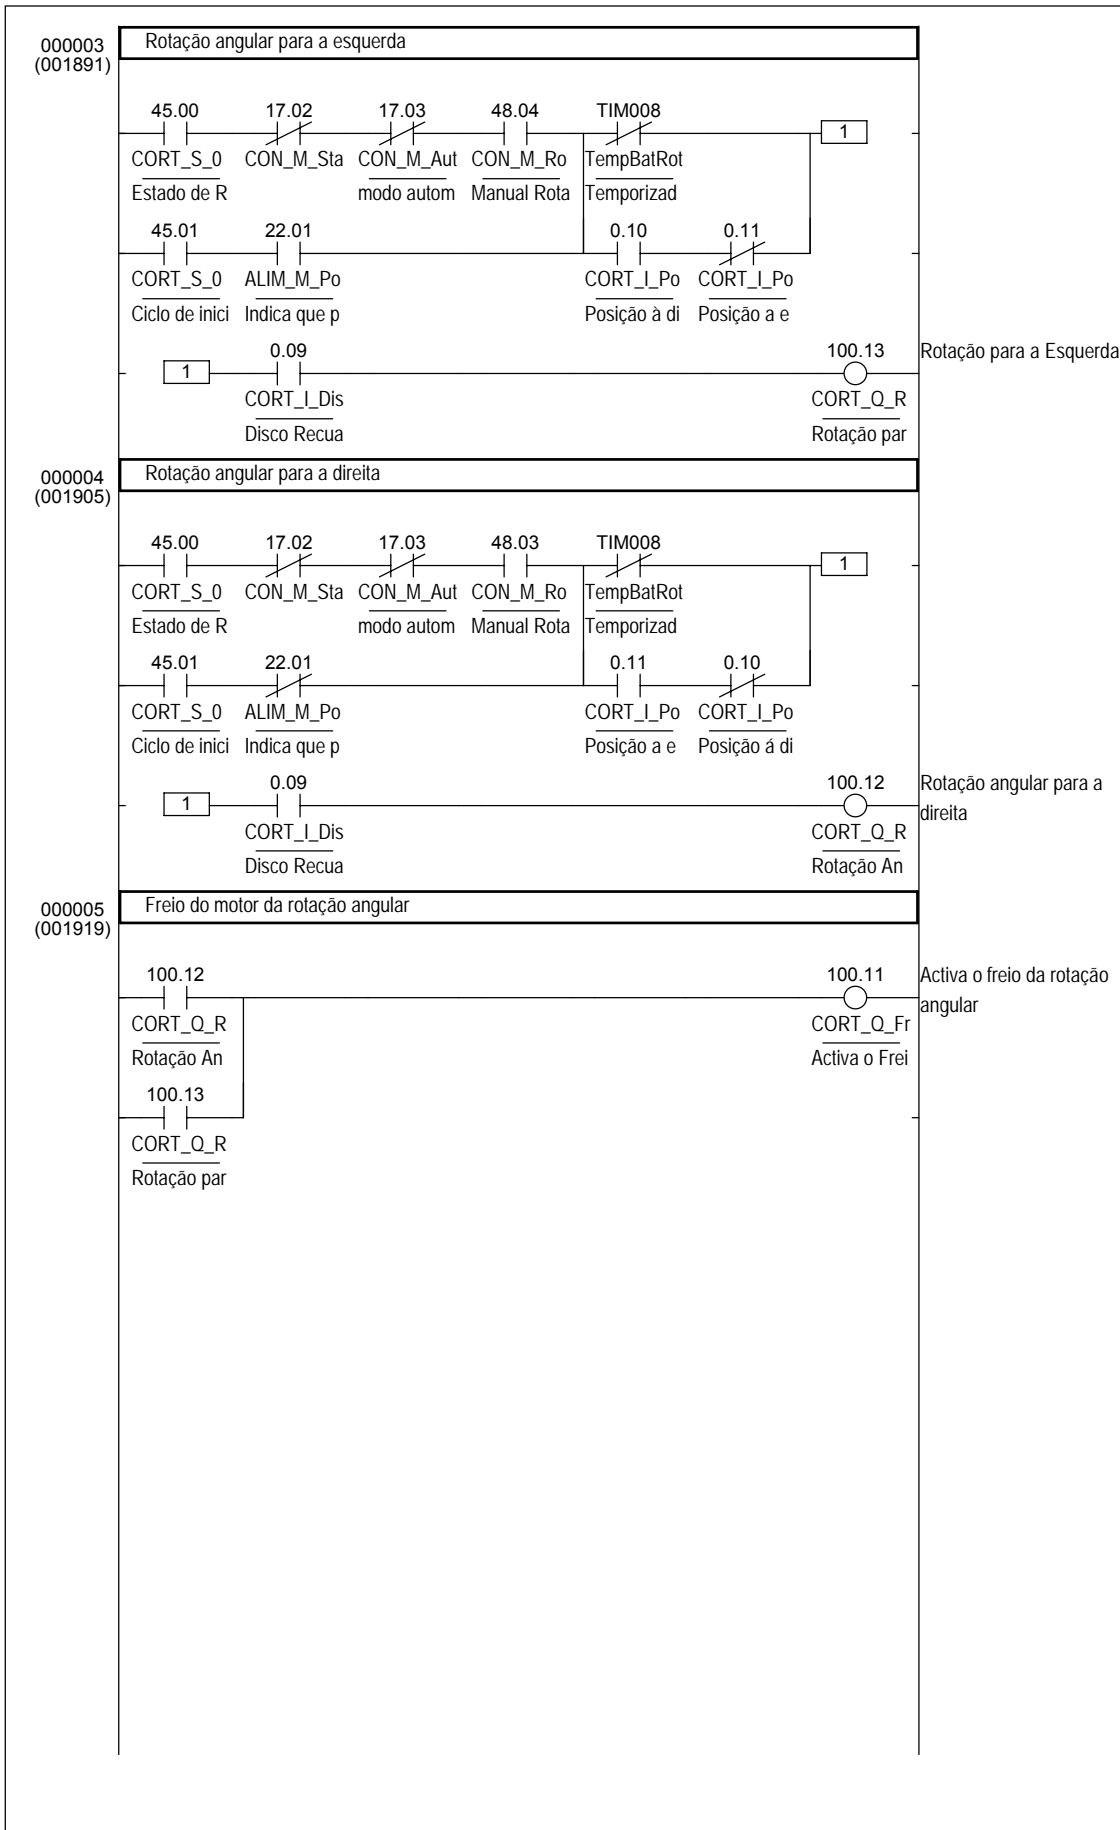 000003
(001891)
Rotação angular para a esquerda
45.00 17.02 17.03 48.04 TIM008
1
CORT_S_0 CON_M_Sta CON_M_Aut CON_M_Ro TempBatRot
Estado de R modo autom Manual Rota Temporizad
45.01 22.01 0.10 0.11
CORT_S_0 ALIM_M_Po CORT_I_Po CORT_I_Po
Ciclo de inici Indica que p Posição à di Posição a e
0.09 100.13 Rotação para a Esquerda
1
CORT_I_Dis CORT_Q_R
Disco Recua Rotação par
000004
(001905)
Rotação angular para a direita
45.00 17.02 17.03 48.03 TIM008
1
CORT_S_0 CON_M_Sta CON_M_Aut CON_M_Ro TempBatRot
Estado de R modo autom Manual Rota Temporizad
45.01 22.01 0.11 0.10
CORT_S_0 ALIM_M_Po CORT_I_Po CORT_I_Po
Ciclo de inici Indica que p Posição a e Posição á di
0.09 100.12 Rotação angular para a
1 direita
CORT_I_Dis CORT_Q_R
Disco Recua Rotação An
000005
(001919)
Freio do motor da rotação angular
100.12 100.11 Activa o freio da rotação
angular
CORT_Q_R CORT_Q_Fr
Rotação An Activa o Frei
100.13
CORT_Q_R
Rotação par